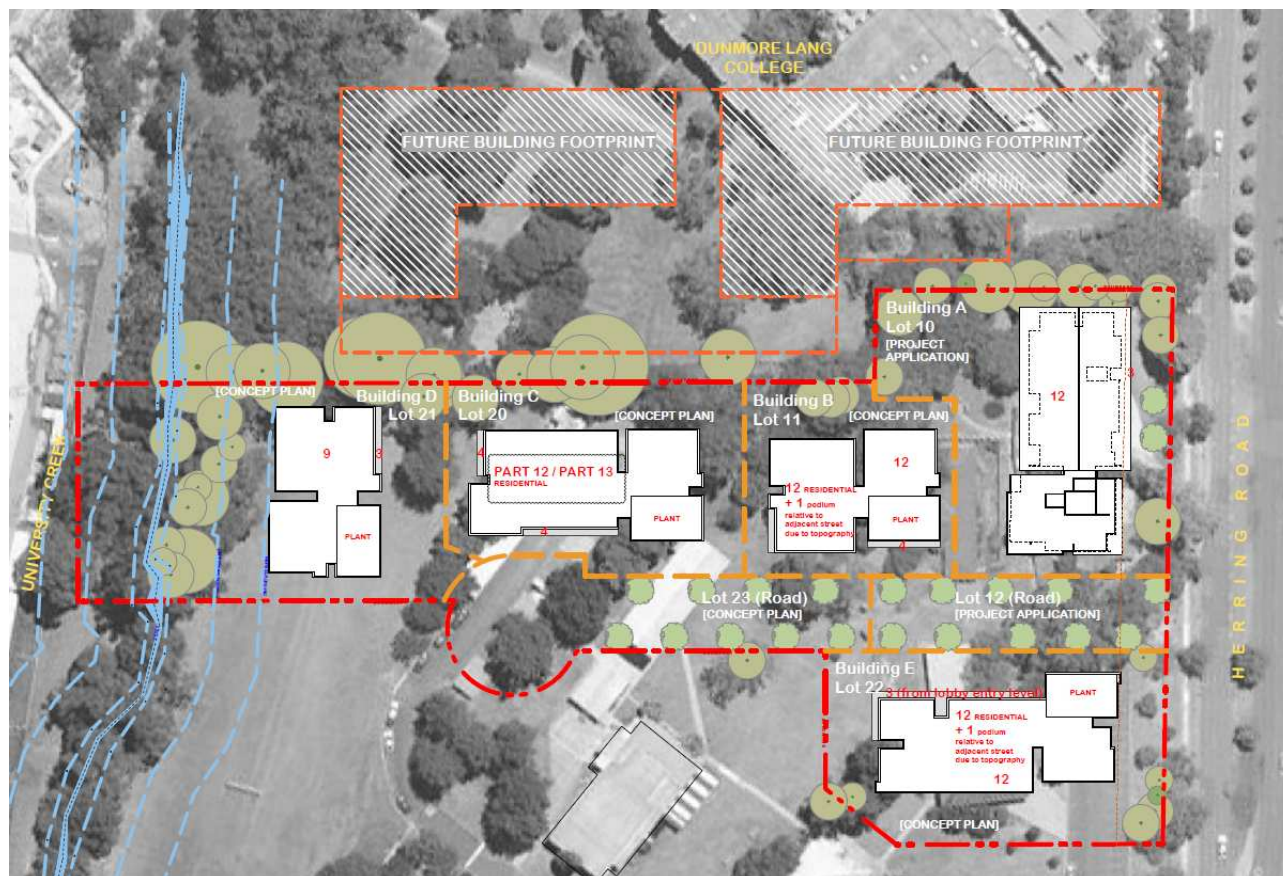 DUNMORE LANG
COLLEGE
FUTURE BUILDING FOOTPRINT
FUTURE BUILDING FOOTPRINT
Building A
Lot 10
[PROJECT
APPLICATION]
12
3
[CONCEPT PLAN]
Building D
Lot 21
9
3
PLANT
Building C
Lot 20
[CONCEPT PLAN]
4
PART 12 / PART 13
RESIDENTIAL
PLANT
4
Building B
Lot 11
[CONCEPT PLAN]
12
12 RESIDENTIAL
+ 1 podium
relative to
adjacent street
due to topography
PLANT
4
UNIVERSITY CREEK
HERRING ROAD
Lot 23 (Road)
[CONCEPT PLAN]
Lot 12 (Road)
[PROJECT APPLICATION]
Building E
Lot 22
3 (from lobby entry level)
PLANT
12 RESIDENTIAL
+ 1 podium
relative to
adjacent street
due to topography
12
[CONCEPT PLAN]